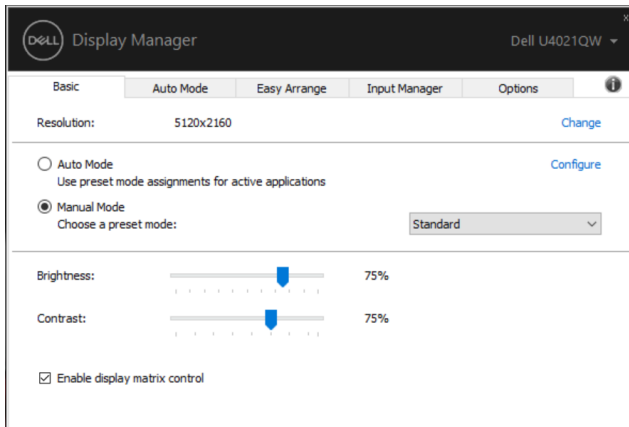 DELL Display Manager
Dell U4021QW
x
Basic Auto Mode Easy Arrange Input Manager Options
Resolution: 5120x2160 Change
Auto Mode Configure
Use preset mode assignments for active applications
Manual Mode
Choose a preset mode: Standard
Brightness: 75%
Contrast: 75%
Enable display matrix control